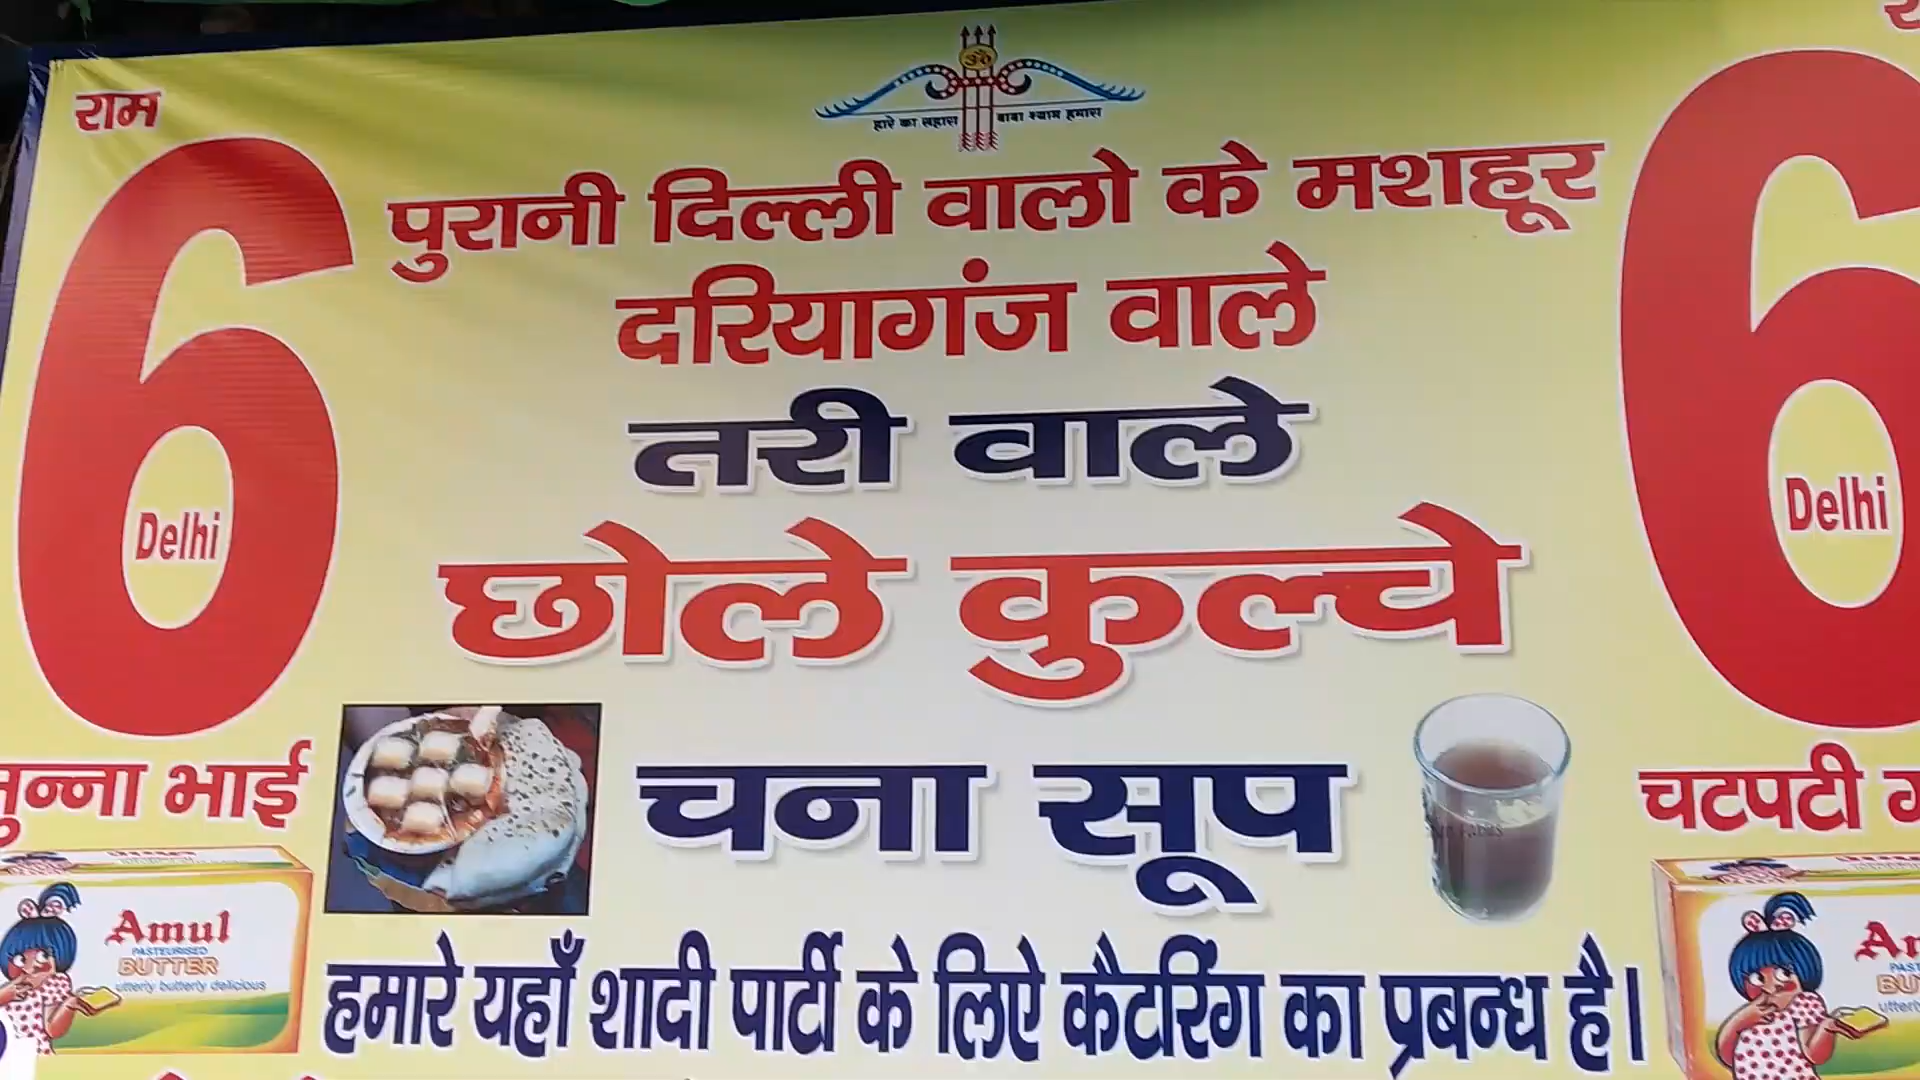 राम
हारे का सहारा बाबा श्याम हमारा
6 Delhi
6 Delhi
पुरानी दिल्ली वालो के मशहूर
दरियागंज वाले
तरी वाले
छोले कुल्चे
चना सूप
भाई
चटपटी
Amul
PASTEURISED
BUTTER
utterly butterly delicious
हमारे यहाँ शादी पार्टी के लिऐ कैटरिंग का प्रबन्ध है।